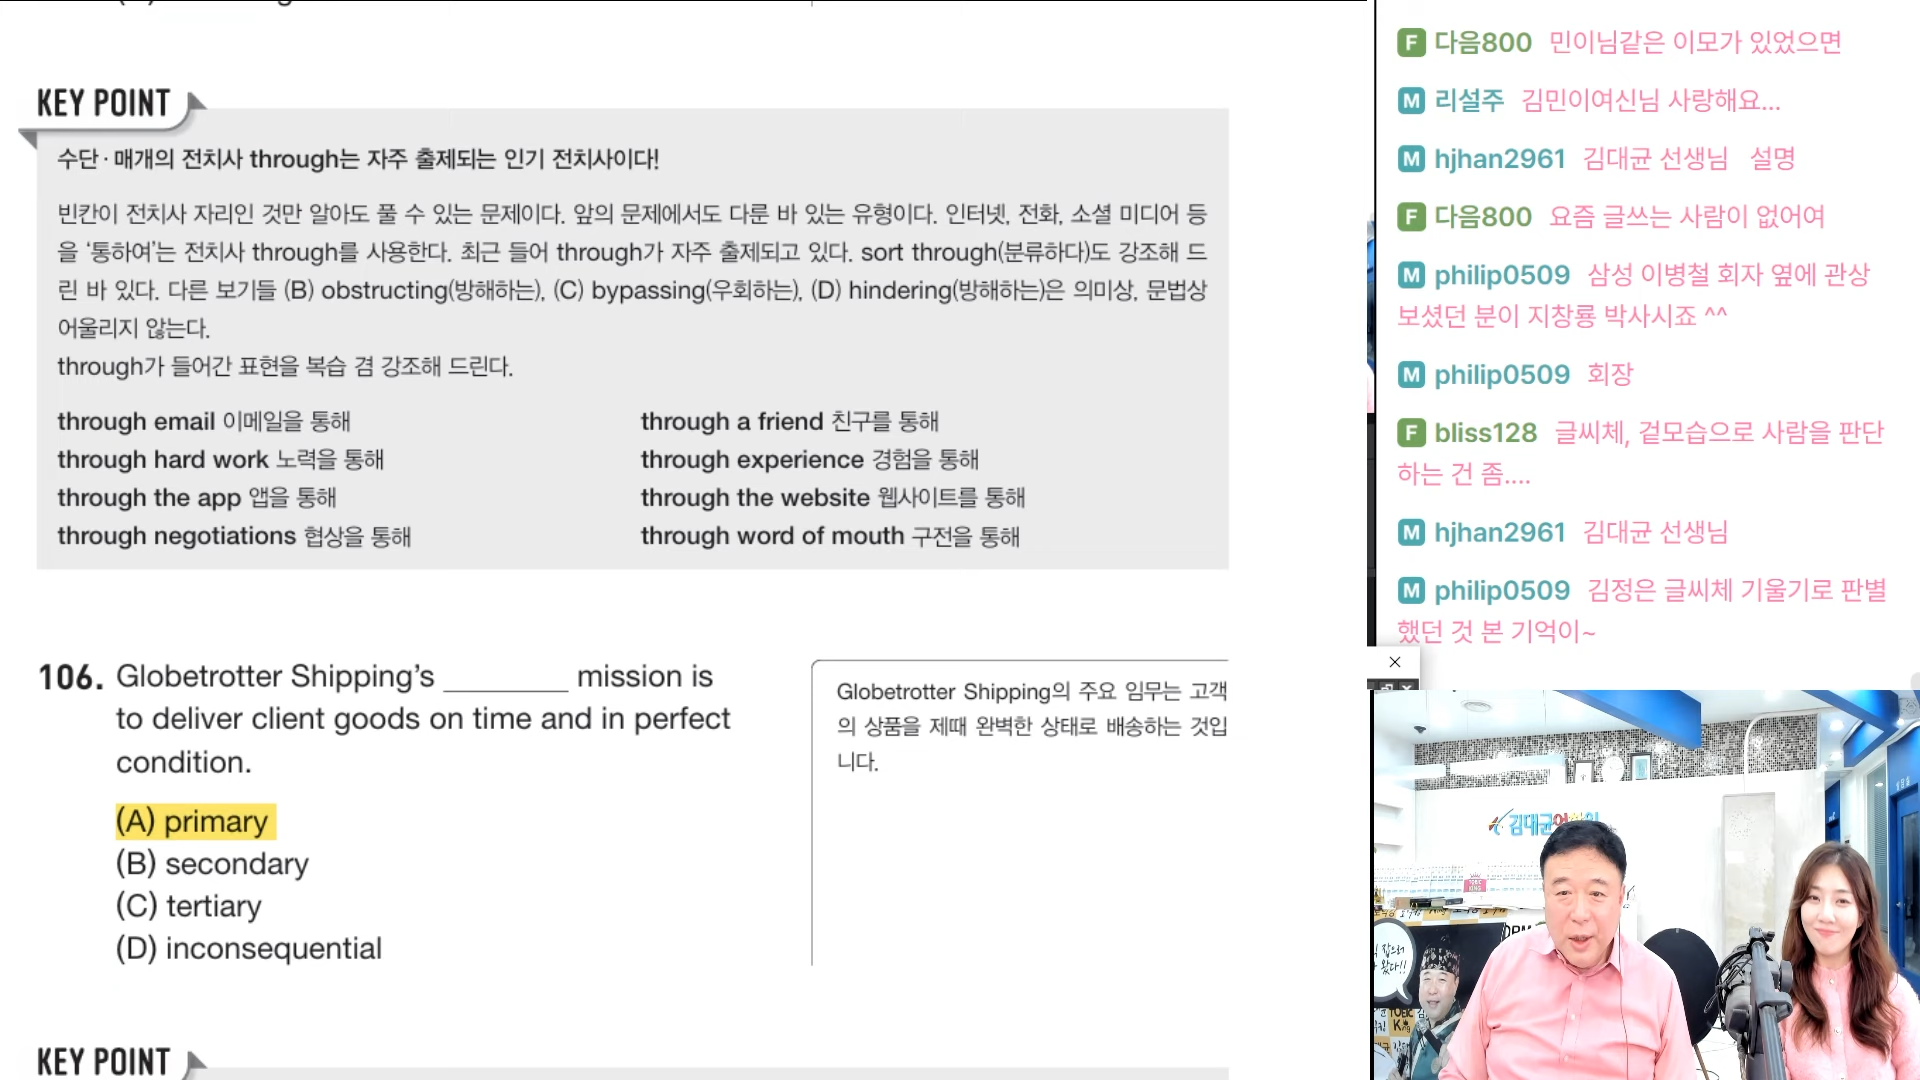 KEY POINT
수단·매개의 전치사 through는 자주 출제되는 인기 전치사이다!
빈칸이 전치사 자리인 것만 알아도 풀 수 있는 문제이다. 앞의 문제에서도 다룬 바 있는 유형이다. 인터넷, 전화, 소셜 미디어 등
을 ‘통하여’는 전치사 through를 사용한다. 최근 들어 through가 자주 출제되고 있다. sort through(분류하다)도 강조해 드
린 바 있다. 다른 보기들 (B) obstructing(방해하는), (C) bypassing(우회하는), (D) hindering(방해하는)은 의미상, 문법상
어울리지 않는다.
through가 들어간 표현을 복습 겸 강조해 드린다.
through email 이메일을 통해
through a friend 친구를 통해
through hard work 노력을 통해
through experience 경험을 통해
through the app 앱을 통해
through the website 웹사이트를 통해
through negotiations 협상을 통해
through word of mouth 구전을 통해
106. Globetrotter Shipping’s ________ mission is
to deliver client goods on time and in perfect
condition.
(A) primary
(B) secondary
(C) tertiary
(D) inconsequential
Globetrotter Shipping의 주요 임무는 고객
의 상품을 제때 완벽한 상태로 배송하는 것입
니다.
KEY POINT
F 다음800 민이님같은 이모가 있었으면
M 리설주 김민이여신님 사랑해요...
M hjhan2961 김대균 선생님 설명
F 다음800 요즘 글쓰는 사람이 없어여
M philip0509 삼성 이병철 회자 옆에 관상
보셨던 분이 지창룡 박사시죠 ^^
M philip0509 회장
F bliss128 글씨체, 겉모습으로 사람을 판단
하는 건 좀....
M hjhan2961 김대균 선생님
M philip0509 김정은 글씨체 기울기로 판별
했던 것 본 기억이~
김대균어
TOEIC
KING